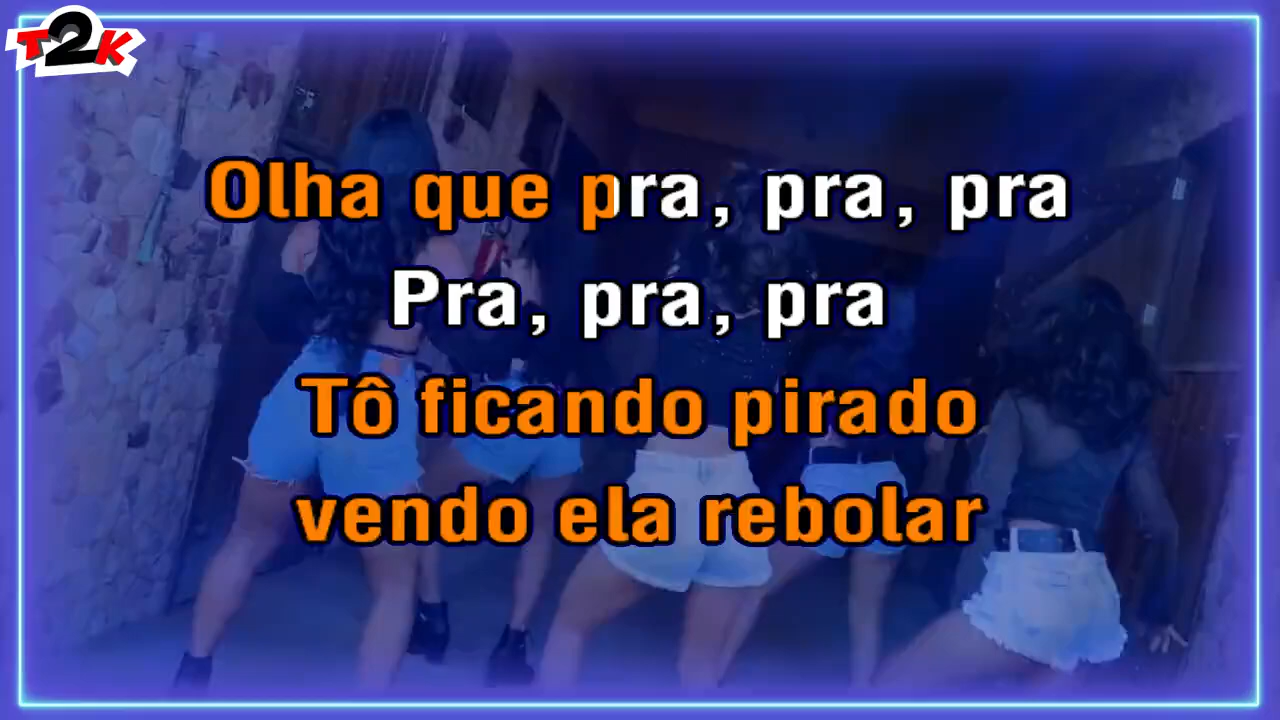 T2K
Olha que pra, pra, pra
Pra, pra, pra
Tô ficando pirado
vendo ela rebolar